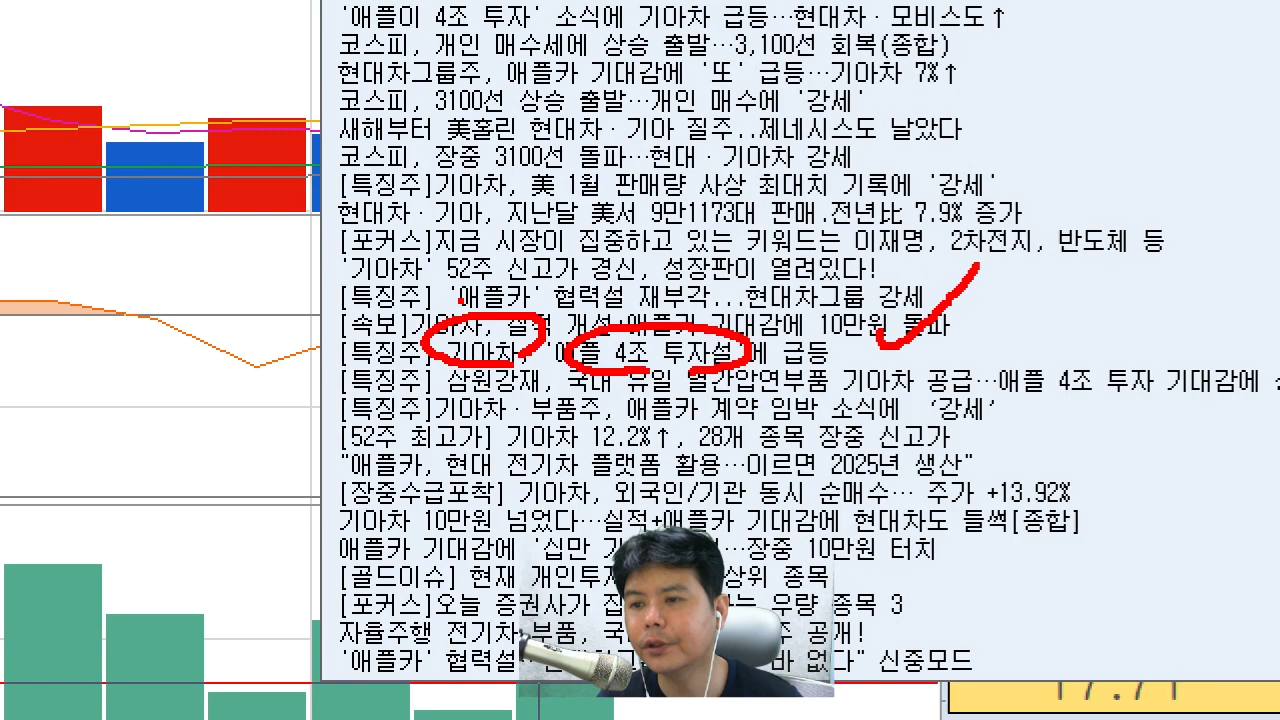 '애플이 4조 투자' 소식에 기아차 급등…현대차·모비스도↑
코스피, 개인 매수세에 상승 출발…3,100선 회복(종합)
현대차그룹주, 애플카 기대감에 '또' 급등…기아차 7%↑
코스피, 3100선 상승 출발…개인 매수에 '강세'
새해부터 美홀린 현대차·기아 질주..제네시스도 날았다
코스피, 장중 3100선 돌파…현대·기아차 강세
[특징주]기아차, 美 1월 판매량 사상 최대치 기록에 '강세'
현대차·기아, 지난달 美서 9만1173대 판매.전년比 7.9% 증가
[포커스]지금 시장이 집중하고 있는 키워드는 이재명, 2차전지, 반도체 등
'기아차' 52주 신고가 경신, 성장판이 열려있다!
[특징주] '애플카' 협력설 재부각...현대차그룹 강세
[속보]기아차, 실적 개선·애플카 기대감에 10만원 돌파
[특징주] 기아차, '애플 4조 투자설'에 급등
[특징주] 삼원강재, 국내 유일 열간압연부품 기아차 공급…애플 4조 투자 기대감에
[특징주]기아차·부품주, 애플카 계약 임박 소식에 '강세'
[52주 최고가] 기아차 12.2%↑, 28개 종목 장중 신고가
"애플카, 현대 전기차 플랫폼 활용…이르면 2025년 생산"
[장중수급포착] 기아차, 외국인/기관 동시 순매수… 주가 +13.92%
기아차 10만원 넘었다…실적+애플카 기대감에 현대차도 들썩[종합]
애플카 기대감에 '십만 …장중 10만원 터치
[골드이슈] 현재 개인투자 상위 종목
[포커스]오늘 증권사가 우량 종목 3
자율주행 전기차 부품, 공개!
'애플카' 협력설 없다" 신중모드
17.71